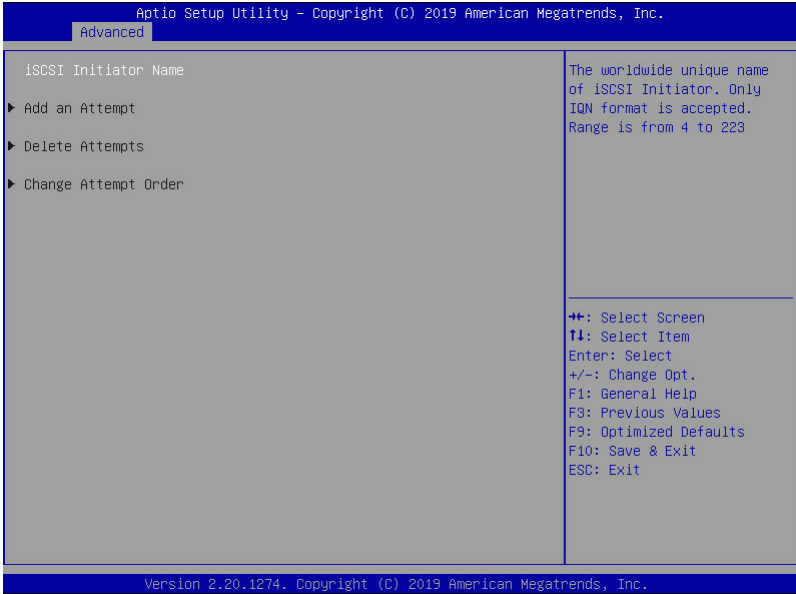 Aptio Setup Utility – Copyright (C) 2019 American Megatrends, Inc.
Advanced
iSCSI Initiator Name
▶ Add an Attempt
▶ Delete Attempts
▶ Change Attempt Order
The worldwide unique name
of iSCSI Initiator. Only
IQN format is accepted.
Range is from 4 to 223
→←: Select Screen
↑↓: Select Item
Enter: Select
+/-: Change Opt.
F1: General Help
F3: Previous Values
F9: Optimized Defaults
F10: Save & Exit
ESC: Exit
Version 2.20.1274. Copyright (C) 2019 American Megatrends, Inc.